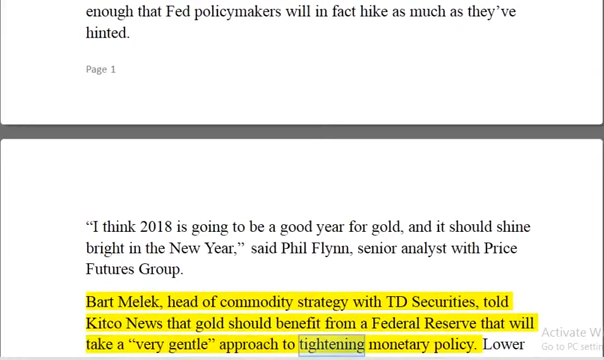 enough that Fed policymakers will in fact hike as much as they’ve
hinted.
Page 1
“I think 2018 is going to be a good year for gold, and it should shine
bright in the New Year,” said Phil Flynn, senior analyst with Price
Futures Group.
Bart Melek, head of commodity strategy with TD Securities, told
Kitco News that gold should benefit from a Federal Reserve that will
take a “very gentle” approach to tightening monetary policy. Lower
Activate W
Go to PC settin